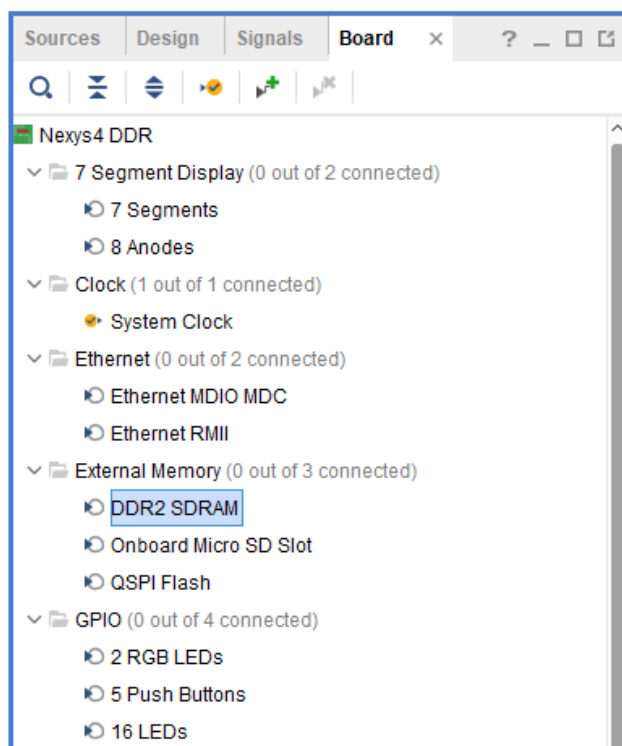 Sources Design Signals Board × ? _
Nexys4 DDR
7 Segment Display (0 out of 2 connected)
7 Segments
8 Anodes
Clock (1 out of 1 connected)
System Clock
Ethernet (0 out of 2 connected)
Ethernet MDIO MDC
Ethernet RMII
External Memory (0 out of 3 connected)
DDR2 SDRAM
Onboard Micro SD Slot
QSPI Flash
GPIO (0 out of 4 connected)
2 RGB LEDs
5 Push Buttons
16 LEDs